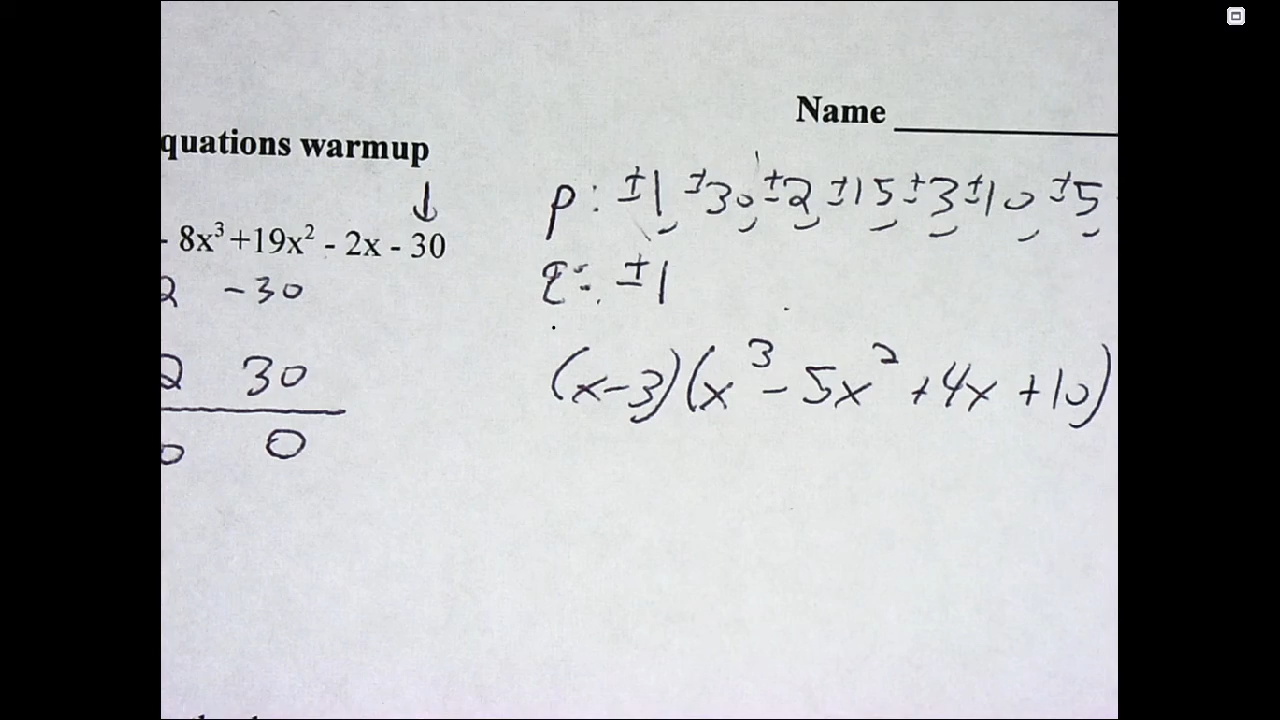 Name
quations warmup
p: ±1 ±30 ±2 ±15 ±3 ±10 ±5
- 8x³+19x² - 2x - 30
q: ±1
2 -30
(x-3)(x³-5x²+4x+10)
2 30
0 0